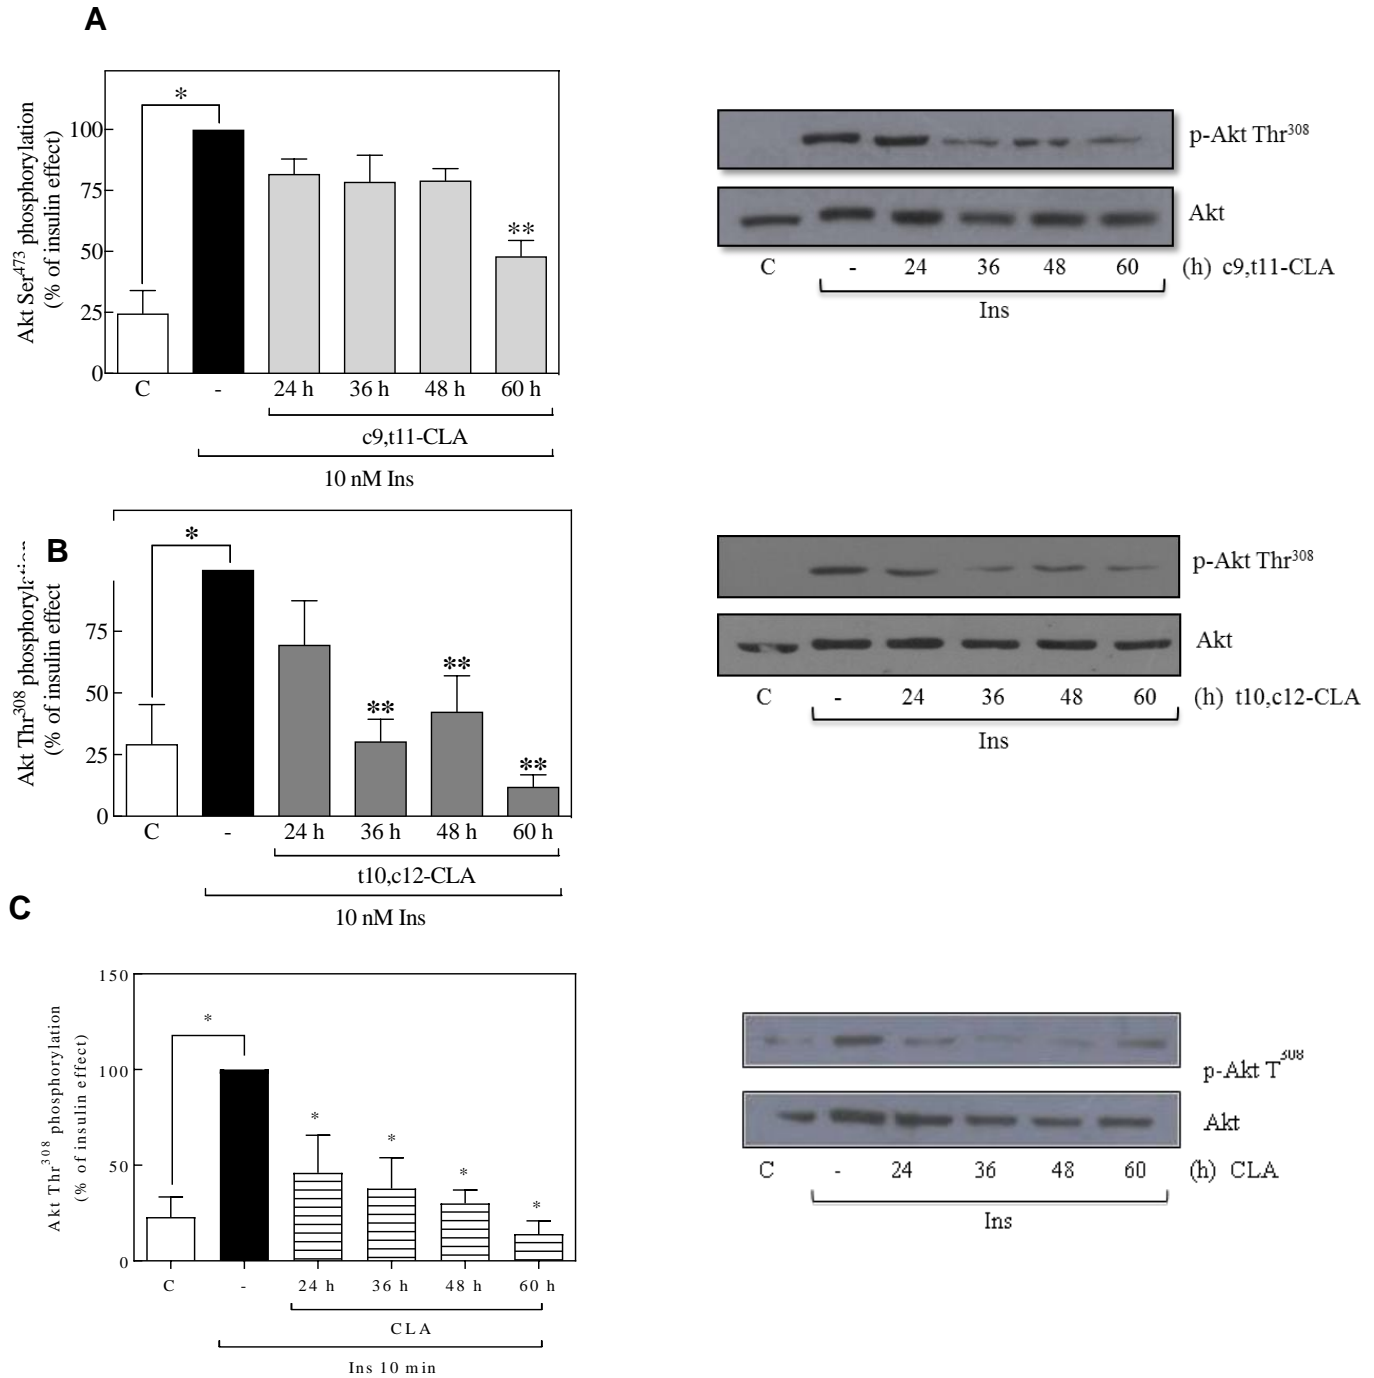 A
*
100
75
50
25
0
**
Akt Ser473 phosphorylation
(% of insulin effect)
C - 24 h 36 h 48 h 60 h
c9,t11-CLA
10 nM Ins
p-Akt Thr308
Akt
C - 24 36 48 60 (h) c9,t11-CLA
Ins
B
*
75
50
25
0
** ** **
Akt Thr308 phosphorylation
(% of insulin effect
C - 24 h 36 h 48 h 60 h
t10,c12-CLA
10 nM Ins
p-Akt Thr308
Akt
C - 24 36 48 60 (h) t10,c12-CLA
Ins
C
150
100
50
0
*
* * * *
Akt Thr308 phosphorylation
(% of insulin effect)
C - 24 h 36 h 48 h 60 h
CLA
Ins 10 min
p-Akt T308
Akt
C - 24 36 48 60 (h) CLA
Ins